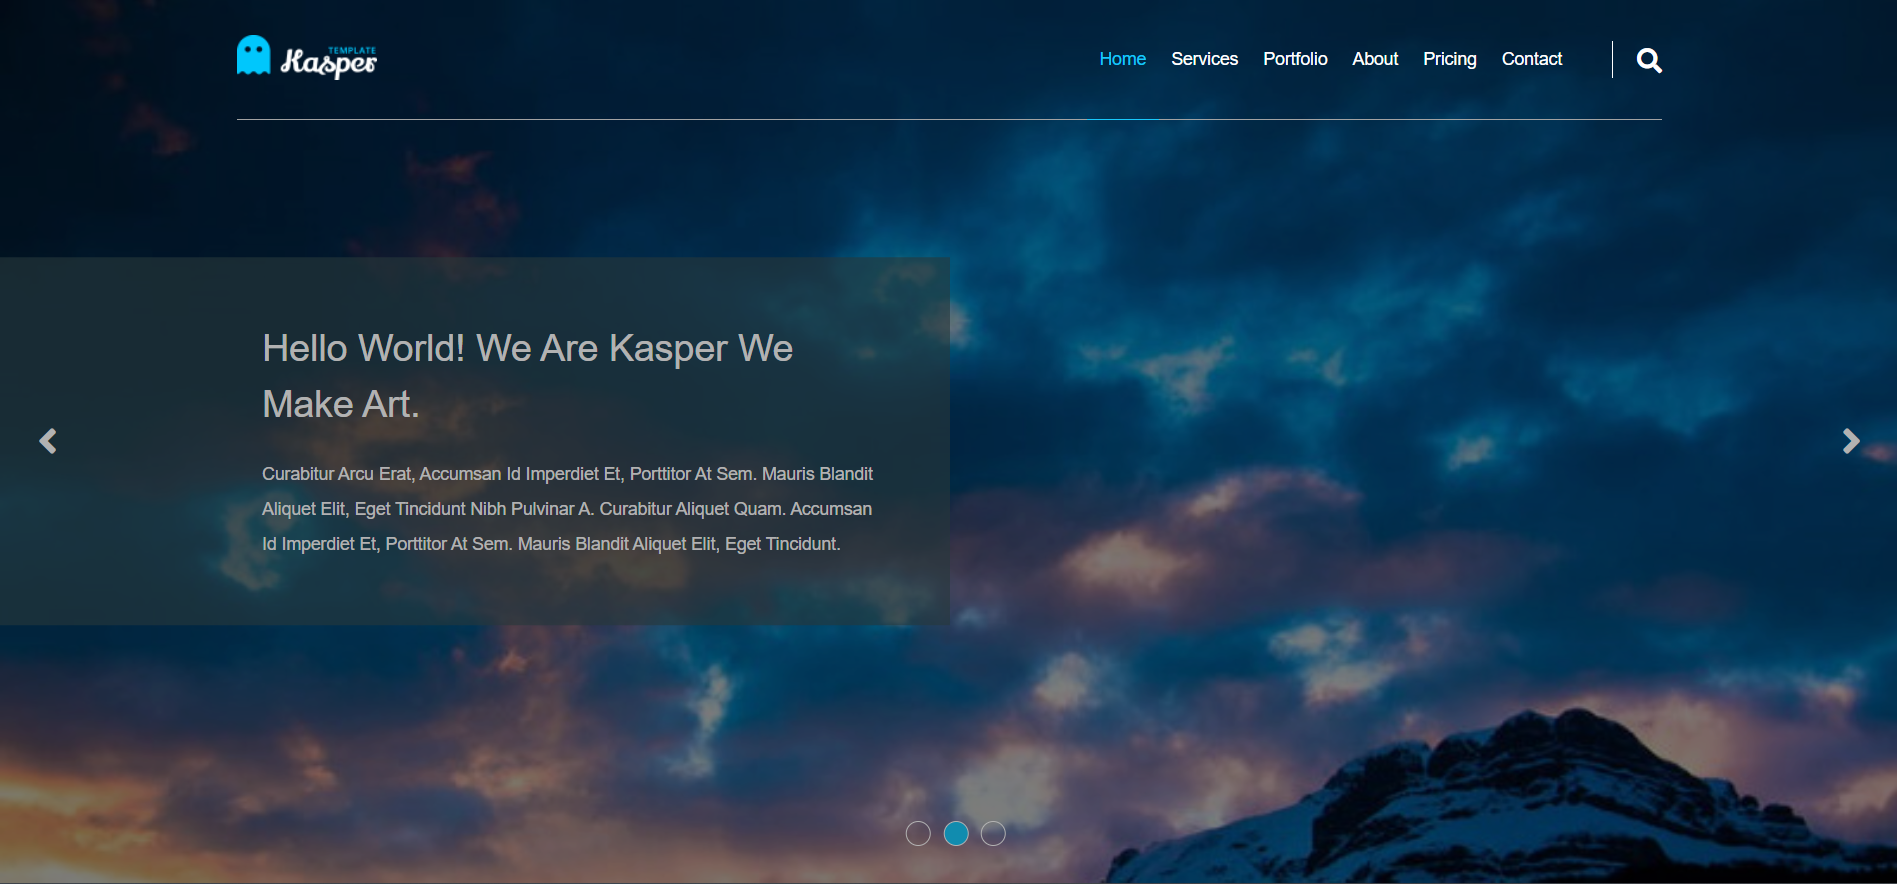 TEMPLATE
Kasper
Home Services Portfolio About Pricing Contact
Hello World! We Are Kasper We
Make Art.
Curabitur Arcu Erat, Accumsan Id Imperdiet Et, Porttitor At Sem. Mauris Blandit
Aliquet Elit, Eget Tincidunt Nibh Pulvinar A. Curabitur Aliquet Quam. Accumsan
Id Imperdiet Et, Porttitor At Sem. Mauris Blandit Aliquet Elit, Eget Tincidunt.